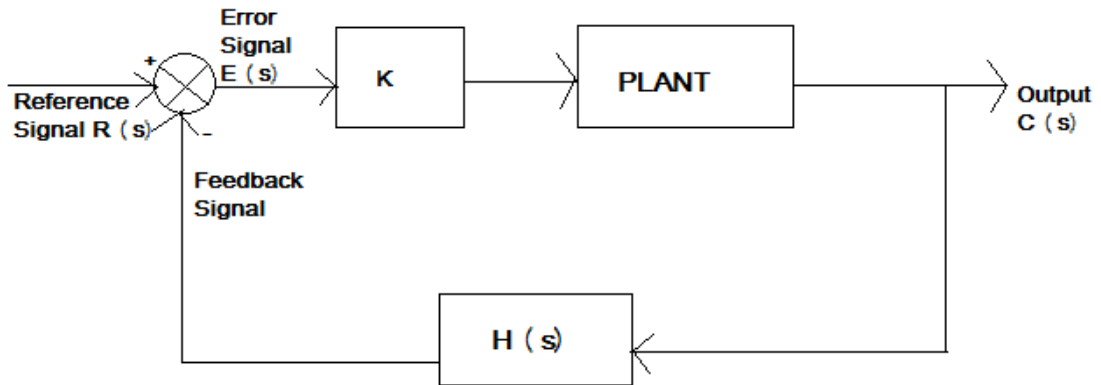 Error
Signal
E ( s )
+
K
PLANT
Reference
Signal R ( s )
-
Output
C ( s )
Feedback
Signal
H ( s )